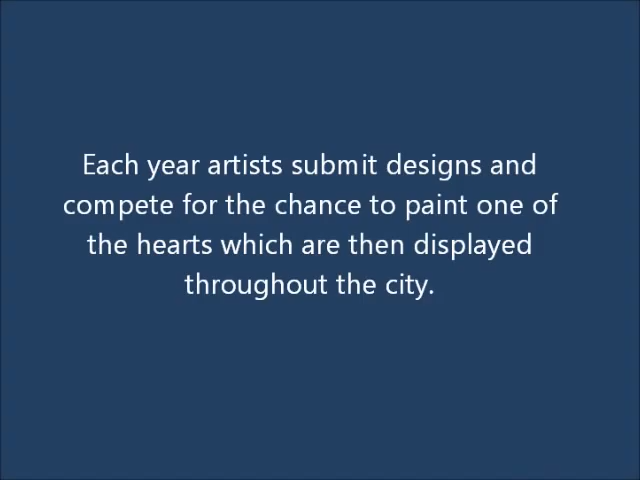 Each year artists submit designs and
compete for the chance to paint one of
the hearts which are then displayed
throughout the city.